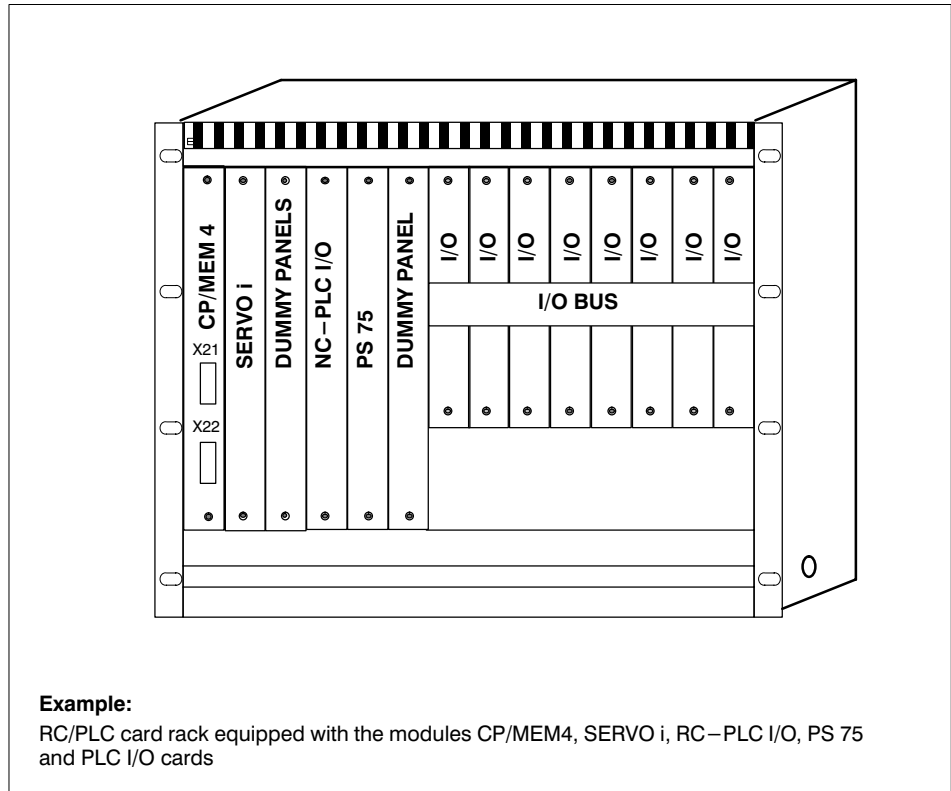 CP/MEM 4
X21
X22
SERVO i
DUMMY PANELS
NC–PLC I/O
PS 75
DUMMY PANEL
I/O
I/O
I/O
I/O
I/O
I/O
I/O
I/O
I/O BUS
Example:
RC/PLC card rack equipped with the modules CP/MEM4, SERVO i, RC–PLC I/O, PS 75
and PLC I/O cards